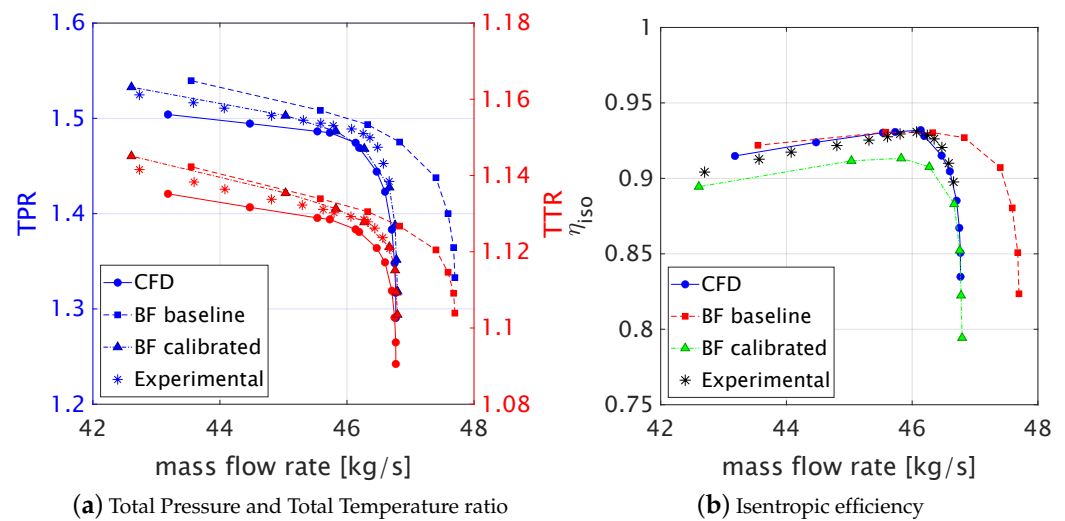 1.6
1.5
1.4
1.3
1.2
TPR
CFD
BF baseline
BF calibrated
Experimental
42
44
46
48
mass flow rate [kg/s]
1.18
1.16
1.14
1.12
1.1
1.08
TTR
(a) Total Pressure and Total Temperature ratio
1
0.95
0.9
0.85
0.8
0.75
ηiso
CFD
BF baseline
BF calibrated
Experimental
42
44
46
48
mass flow rate [kg/s]
(b) Isentropic efficiency